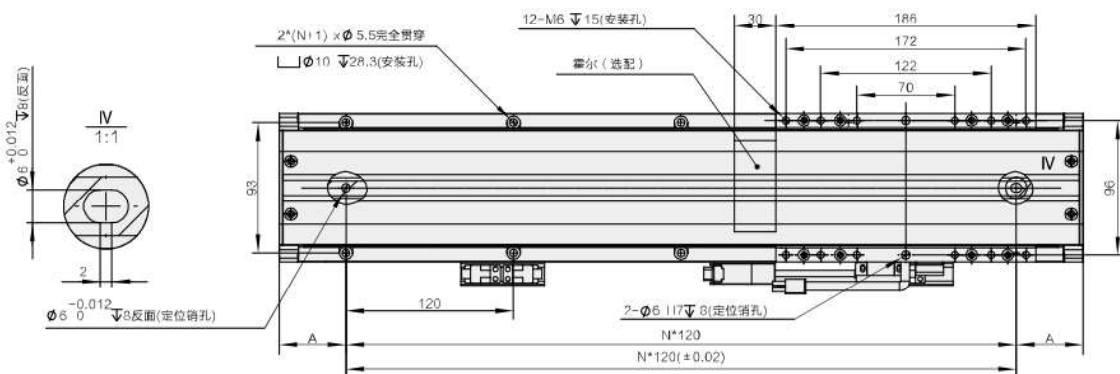 12-M6 ↧15(安装孔)
30
186
2*(N+1) xϕ5.5完全贯穿
172
⌴ϕ10 ↧28.3(安装孔)
霍尔（选配）
122
70
Ⅳ
1:1
ϕ6 +0.012 0 ↧8(反面)
Ⅳ
93
96
2
120
ϕ6 -0.012 0 ↧8反面(定位销孔)
2-ϕ6 H7↧8(定位销孔)
A
N*120
A
N*120(±0.02)